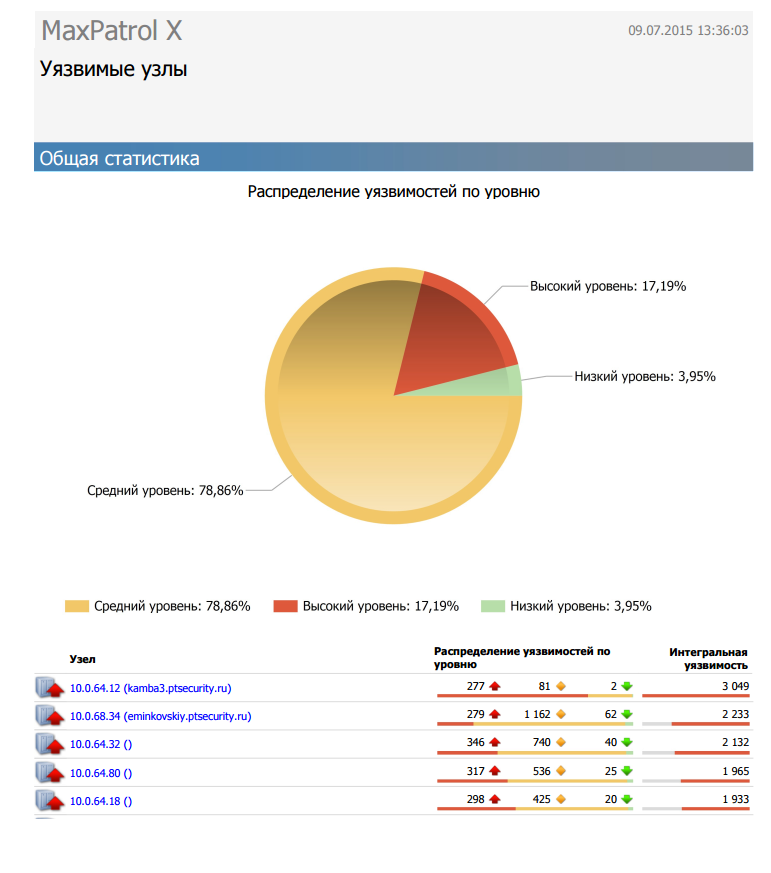 MaxPatrol X
09.07.2015 13:36:03
Уязвимые узлы
Общая статистика
Распределение уязвимостей по уровню
Высокий уровень: 17,19%
Низкий уровень: 3,95%
Средний уровень: 78,86%
Средний уровень: 78,86% Высокий уровень: 17,19% Низкий уровень: 3,95%
Узел Распределение уязвимостей по уровню Интегральная уязвимость
10.0.64.12 (kamba3.ptsecurity.ru) 277 81 2 3 049
10.0.68.34 (eminkovskiy.ptsecurity.ru) 279 1 162 62 2 233
10.0.64.32 () 346 740 40 2 132
10.0.64.80 () 317 536 25 1 965
10.0.64.18 () 298 425 20 1 933